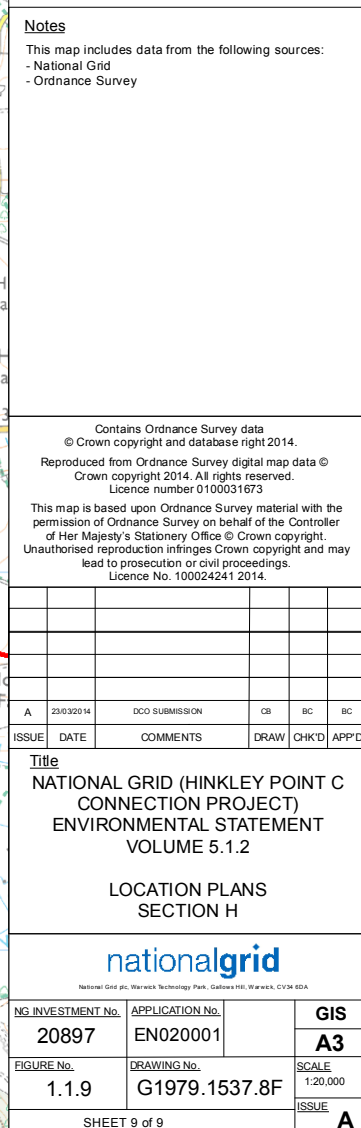 Notes
This map includes data from the following sources:
- National Grid
- Ordnance Survey
Contains Ordnance Survey data
© Crown copyright and database right 2014.
Reproduced from Ordnance Survey digital map data ©
Crown copyright 2014. All rights reserved.
Licence number 0100031673
This map is based upon Ordnance Survey material with the
permission of Ordnance Survey on behalf of the Controller
of Her Majesty's Stationery Office © Crown copyright.
Unauthorised reproduction infringes Crown copyright and may
lead to prosecution or civil proceedings.
Licence No. 100024241 2014.
A 23/03/2014 DCO SUBMISSION CB BC BC
ISSUE DATE COMMENTS DRAW CHK'D APP'D
Title
NATIONAL GRID (HINKLEY POINT C
CONNECTION PROJECT)
ENVIRONMENTAL STATEMENT
VOLUME 5.1.2
LOCATION PLANS
SECTION H
nationalgrid
National Grid plc, Warwick Technology Park, Gallows Hill, Warwick, CV34 6DA
NG INVESTMENT No. APPLICATION No. GIS
20897 EN020001 A3
FIGURE No. DRAWING No. SCALE
1.1.9 G1979.1537.8F 1:20,000
SHEET 9 of 9 ISSUE A